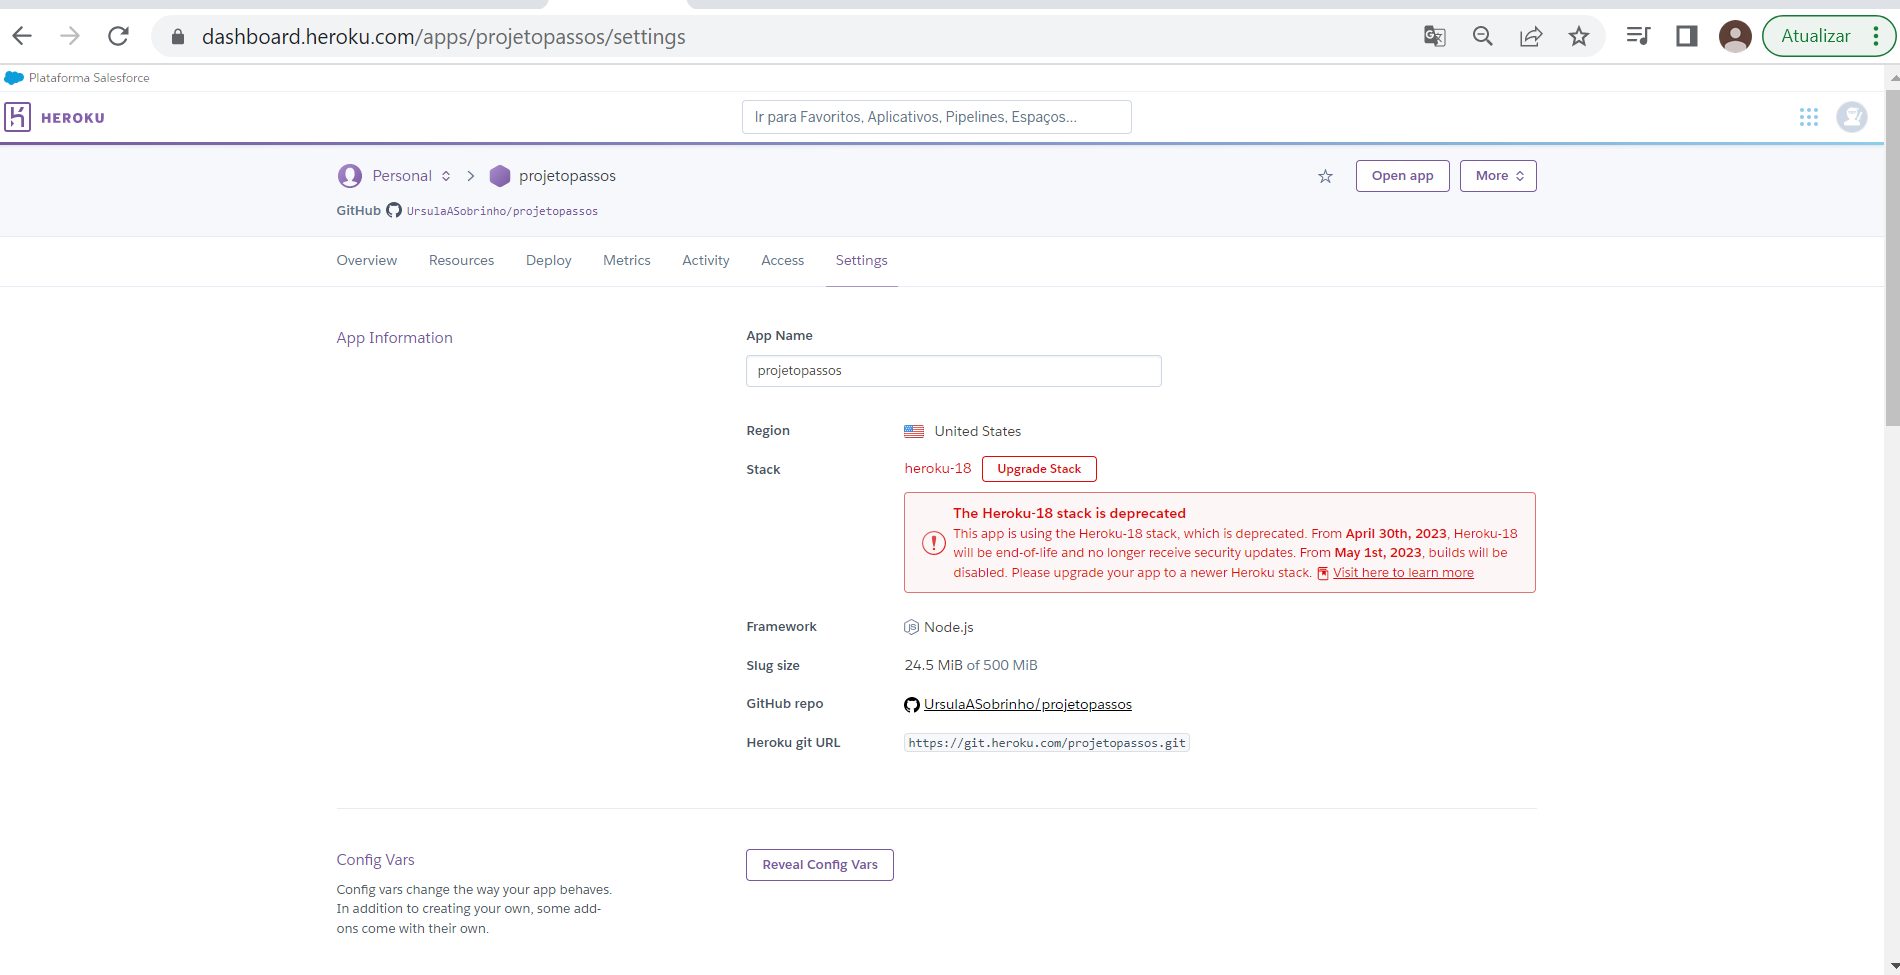 dashboard.heroku.com/apps/projetopassos/settings
Atualizar
Plataforma Salesforce
HEROKU
Ir para Favoritos, Aplicativos, Pipelines, Espaços...
Personal
projetopassos
Open app
More
GitHub UrsulaASobrinho/projetopassos
Overview
Resources
Deploy
Metrics
Activity
Access
Settings
App Information
App Name
projetopassos
Region
United States
Stack
heroku-18
Upgrade Stack
The Heroku-18 stack is deprecated
This app is using the Heroku-18 stack, which is deprecated. From April 30th, 2023, Heroku-18
will be end-of-life and no longer receive security updates. From May 1st, 2023, builds will be
disabled. Please upgrade your app to a newer Heroku stack. Visit here to learn more
Framework
Node.js
Slug size
24.5 MiB of 500 MiB
GitHub repo
UrsulaASobrinho/projetopassos
Heroku git URL
https://git.heroku.com/projetopassos.git
Config Vars
Config vars change the way your app behaves.
In addition to creating your own, some add-
ons come with their own.
Reveal Config Vars